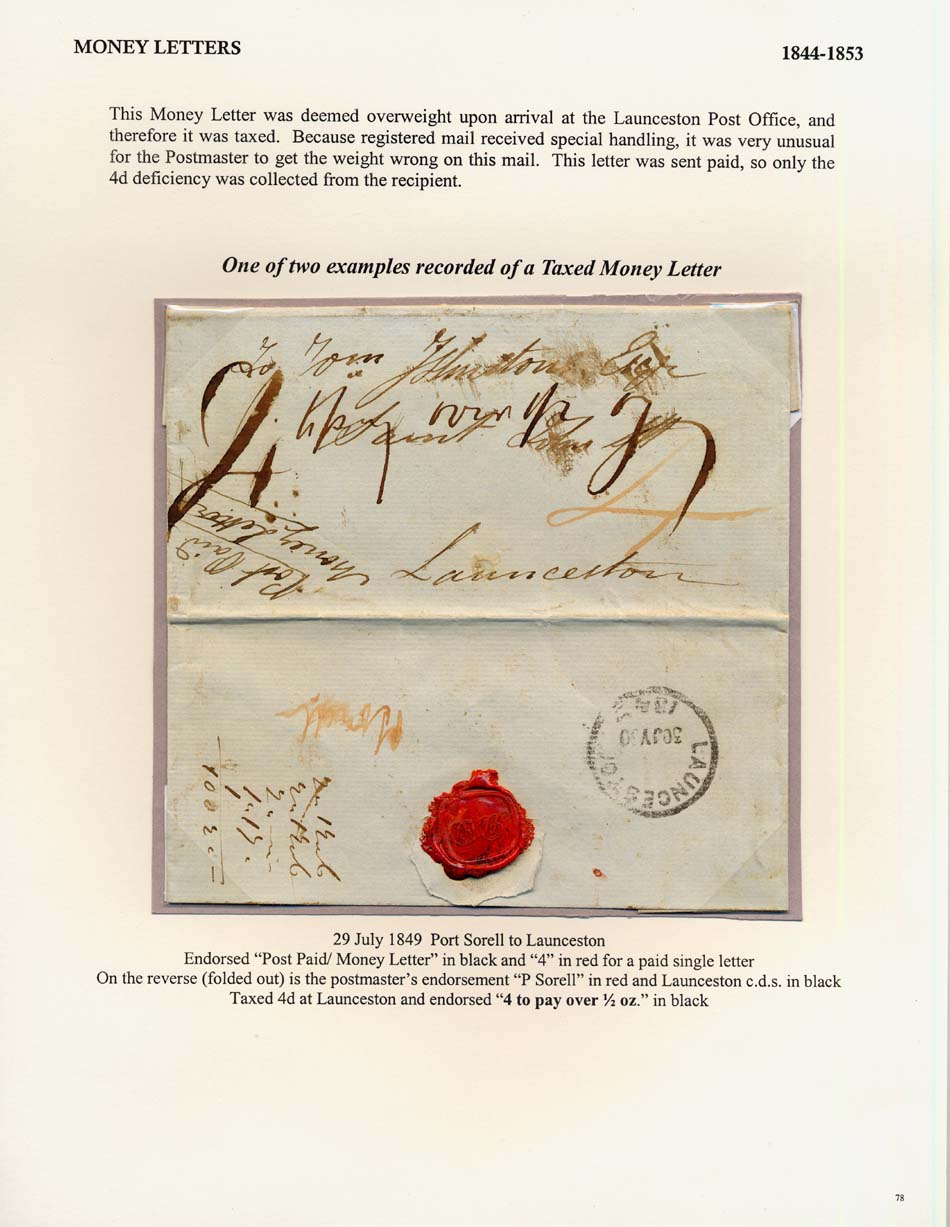 MONEY LETTERS
1844-1853
This Money Letter was deemed overweight upon arrival at the Launceston Post Office, and
therefore it was taxed. Because registered mail received special handling, it was very unusual
for the Postmaster to get the weight wrong on this mail. This letter was sent paid, so only the
4d deficiency was collected from the recipient.
One of two examples recorded of a Taxed Money Letter
To Wm Johnston Esqr
4 to pay over 1/2 oz
Saint John St
4
Post Paid
Money Letter
Launceston
P Sorell
LAUNCESTON
30 JY 30
184
29 July 1849 Port Sorell to Launceston
Endorsed “Post Paid/ Money Letter” in black and “4” in red for a paid single letter
On the reverse (folded out) is the postmaster’s endorsement “P Sorell” in red and Launceston c.d.s. in black
Taxed 4d at Launceston and endorsed “4 to pay over ½ oz.” in black
78